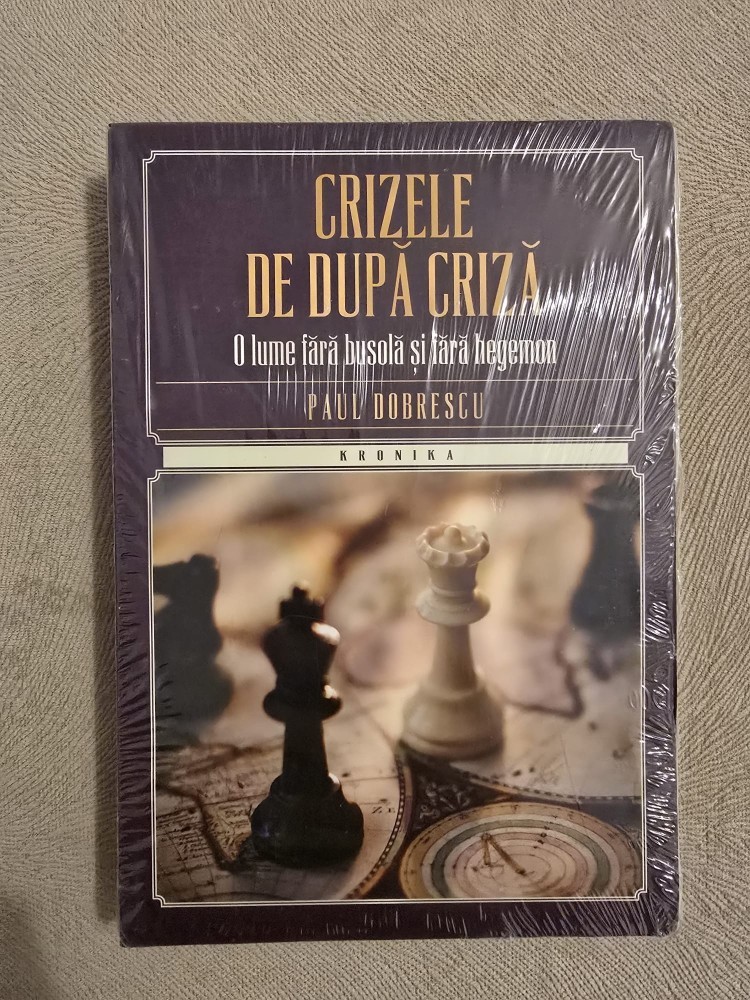 CRIZELE
DE DUPĂ CRIZĂ
O lume fără busolă și fără hegemon
PAUL DOBRESCU
KRONIKA